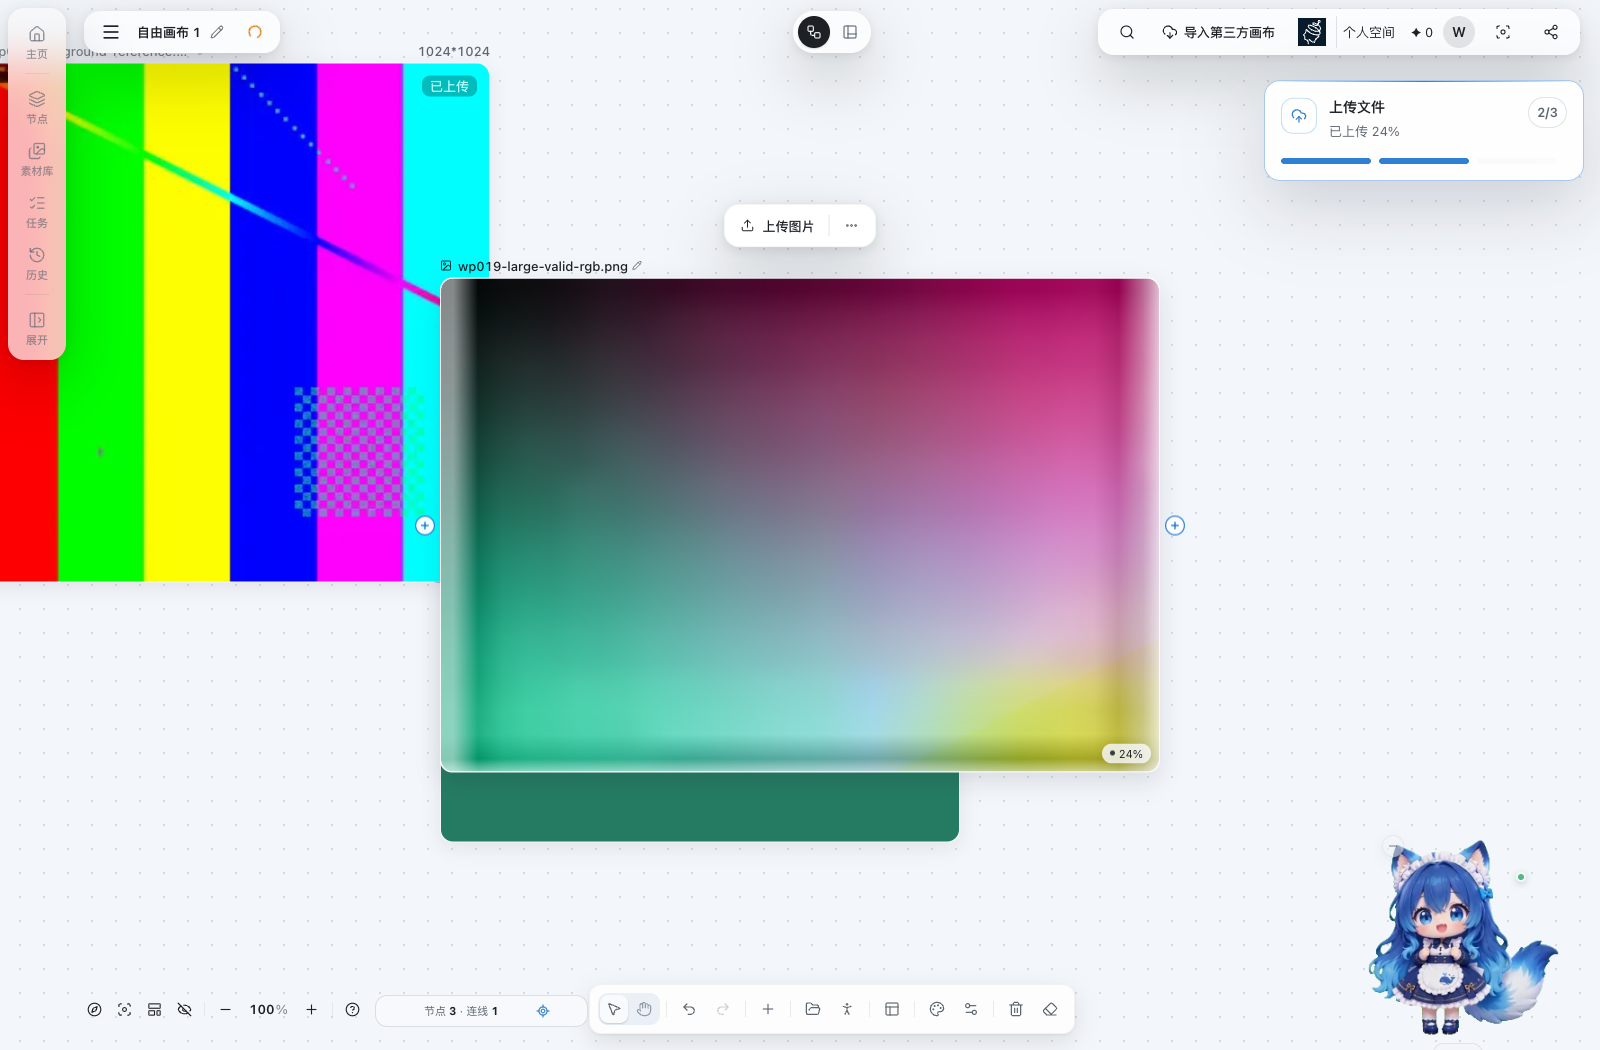 主页
节点
素材库
任务
历史
展开
自由画布 1
1024*1024
已上传
导入第三方画布
个人空间
0
W
上传文件
已上传 24%
2/3
上传图片
wp019-large-valid-rgb.png
24%
100%
节点 3 · 连线 1